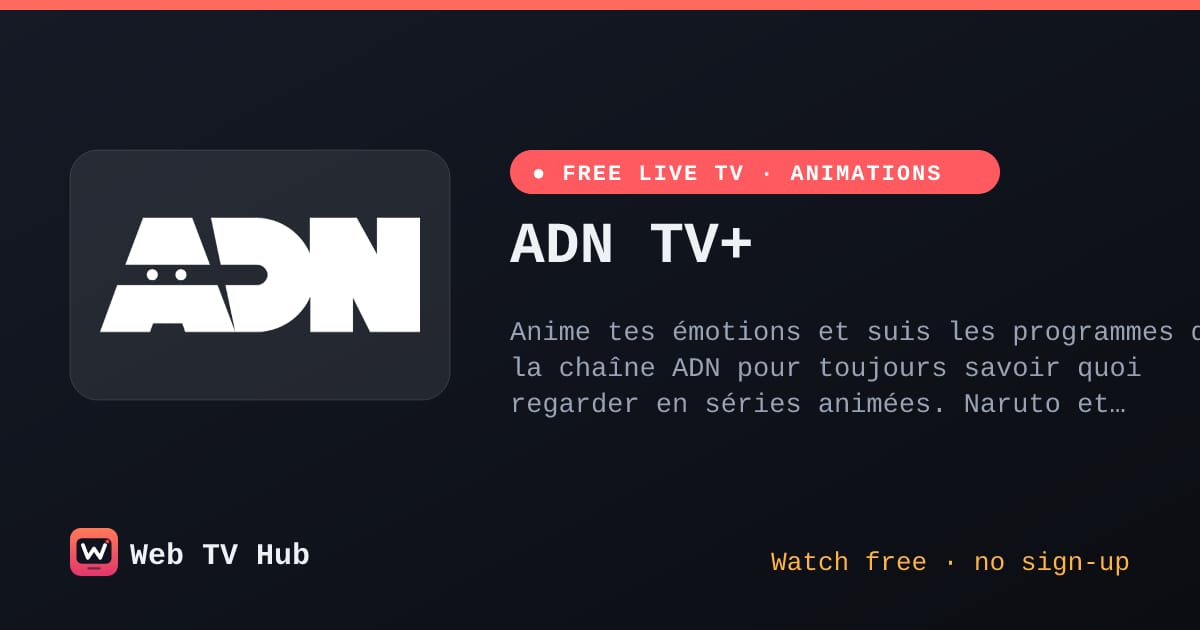 ADN
• FREE LIVE TV · ANIMATIONS
ADN TV+
Anime tes émotions et suis les programmes
la chaîne ADN pour toujours savoir quoi
regarder en séries animées. Naruto et…
W
Web TV Hub
Watch free · no sign-up